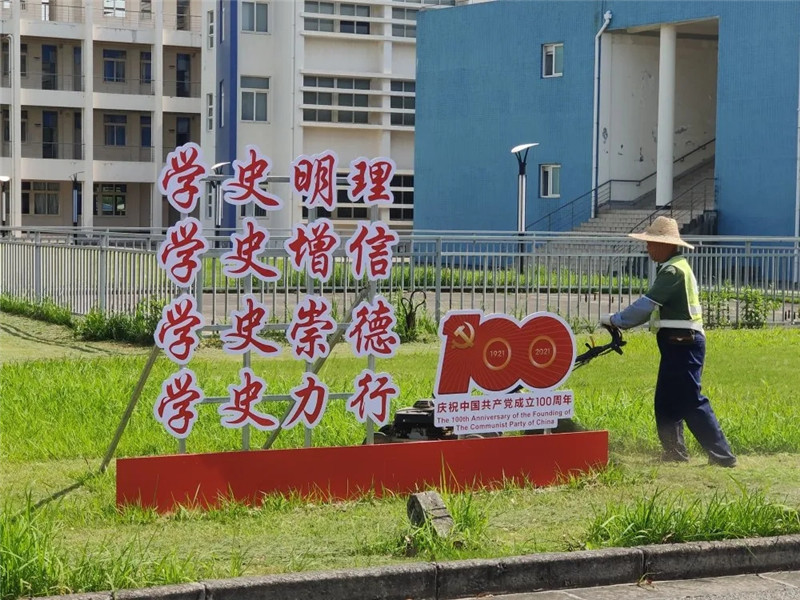 学史明理
学史增信
学史崇德
学史力行
100
1921
2021
庆祝中国共产党成立100周年
The 100th Anniversary of the Founding of
The Communist Party of China